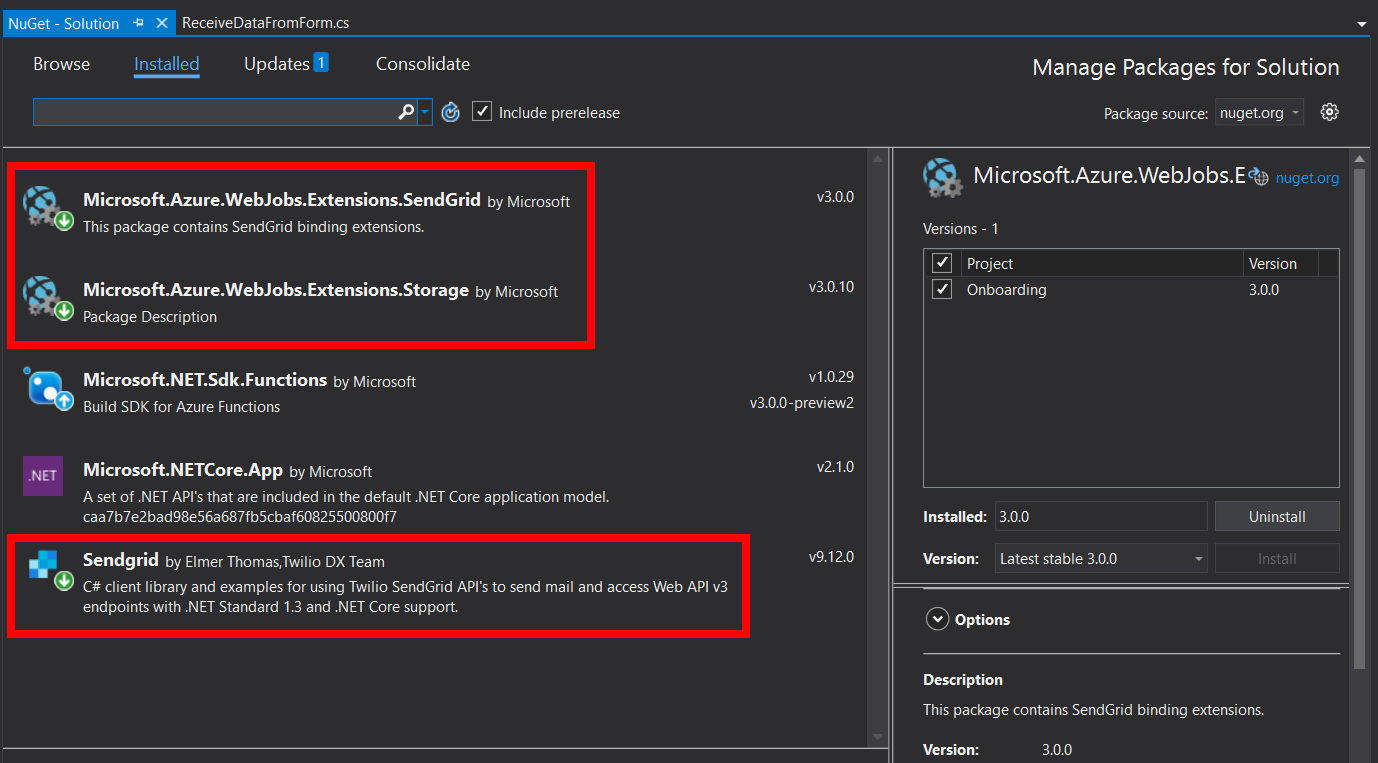 NuGet - Solution
ReceiveDataFromForm.cs
Browse
Installed
Updates 1
Consolidate
Manage Packages for Solution
Include prerelease
Package source: nuget.org
Microsoft.Azure.WebJobs.Extensions.SendGrid by Microsoft
v3.0.0
This package contains SendGrid binding extensions.
Microsoft.Azure.WebJobs.Extensions.Storage by Microsoft
v3.0.10
Package Description
Microsoft.NET.Sdk.Functions by Microsoft
v1.0.29
Build SDK for Azure Functions
v3.0.0-preview2
.NET
Microsoft.NETCore.App by Microsoft
v2.1.0
A set of .NET API's that are included in the default .NET Core application model.
caa7b7e2bad98e56a687fb5cbaf60825500800f7
Sendgrid by Elmer Thomas,Twilio DX Team
v9.12.0
C# client library and examples for using Twilio SendGrid API's to send mail and access Web API v3
endpoints with .NET Standard 1.3 and .NET Core support.
Microsoft.Azure.WebJobs.E
nuget.org
Versions - 1
Project
Version
Onboarding
3.0.0
Installed: 3.0.0
Uninstall
Version: Latest stable 3.0.0
Install
Options
Description
This package contains SendGrid binding extensions.
Version: 3.0.0